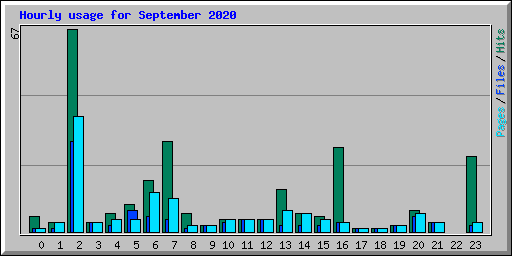 Hourly usage for September 2020
67
Pages/Files/Hits
0 1 2 3 4 5 6 7 8 9 10 11 12 13 14 15 16 17 18 19 20 21 22 23